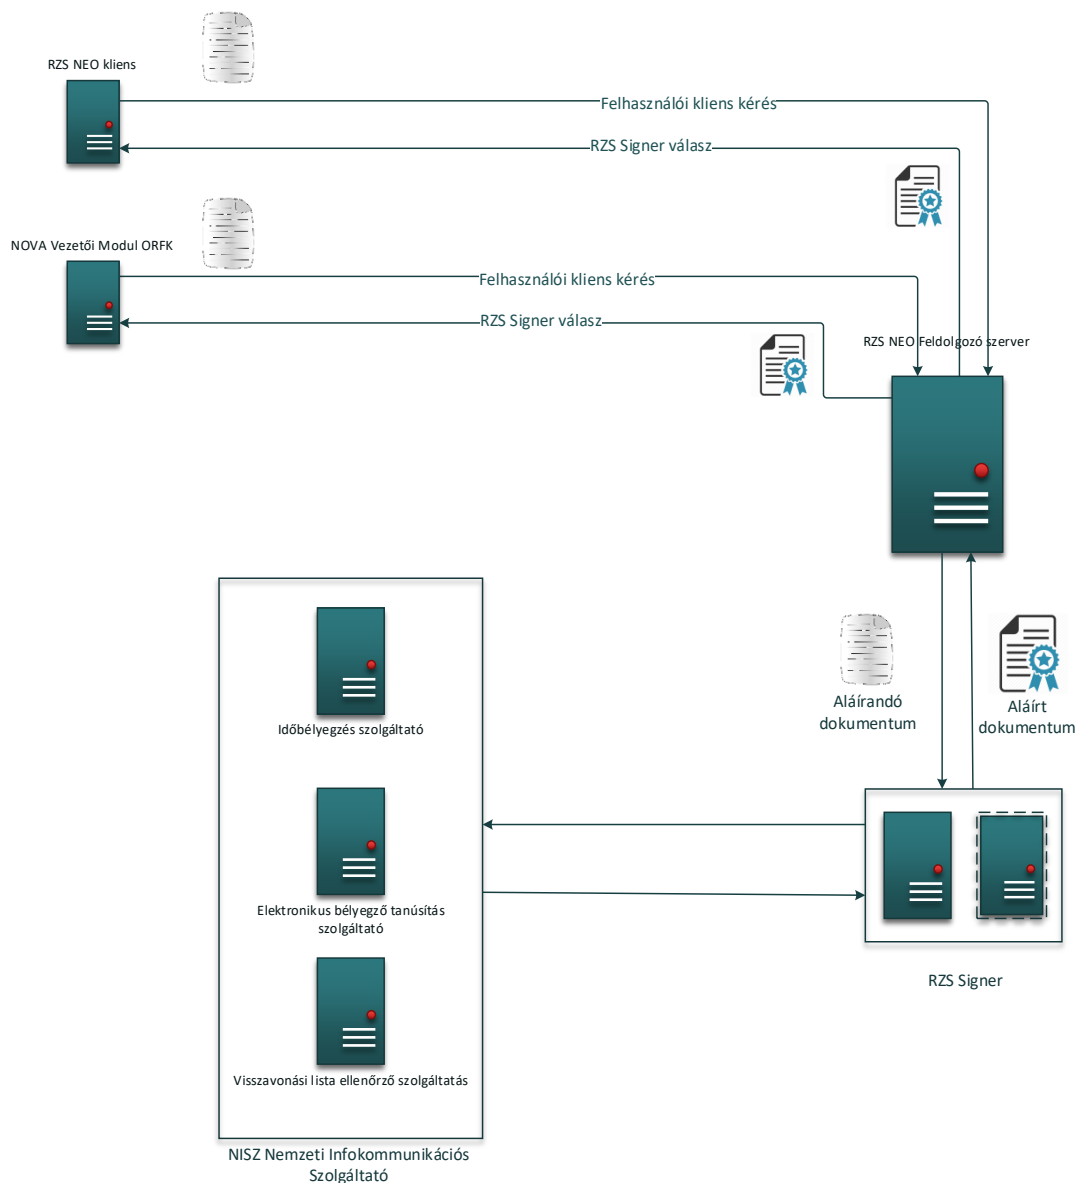 RZS NEO kliens
Felhasználói kliens kérés
RZS Signer válasz
NOVA Vezetői Modul ORFK
Felhasználói kliens kérés
RZS Signer válasz
RZS NEO Feldolgozó szerver
Aláírandó
dokumentum
Aláírt
dokumentum
Időbélyegzés szolgáltató
Elektronikus bélyegző tanúsítás
szolgáltató
Visszavonási lista ellenőrző szolgáltatás
RZS Signer
NISZ Nemzeti Infokommunikációs
Szolgáltató